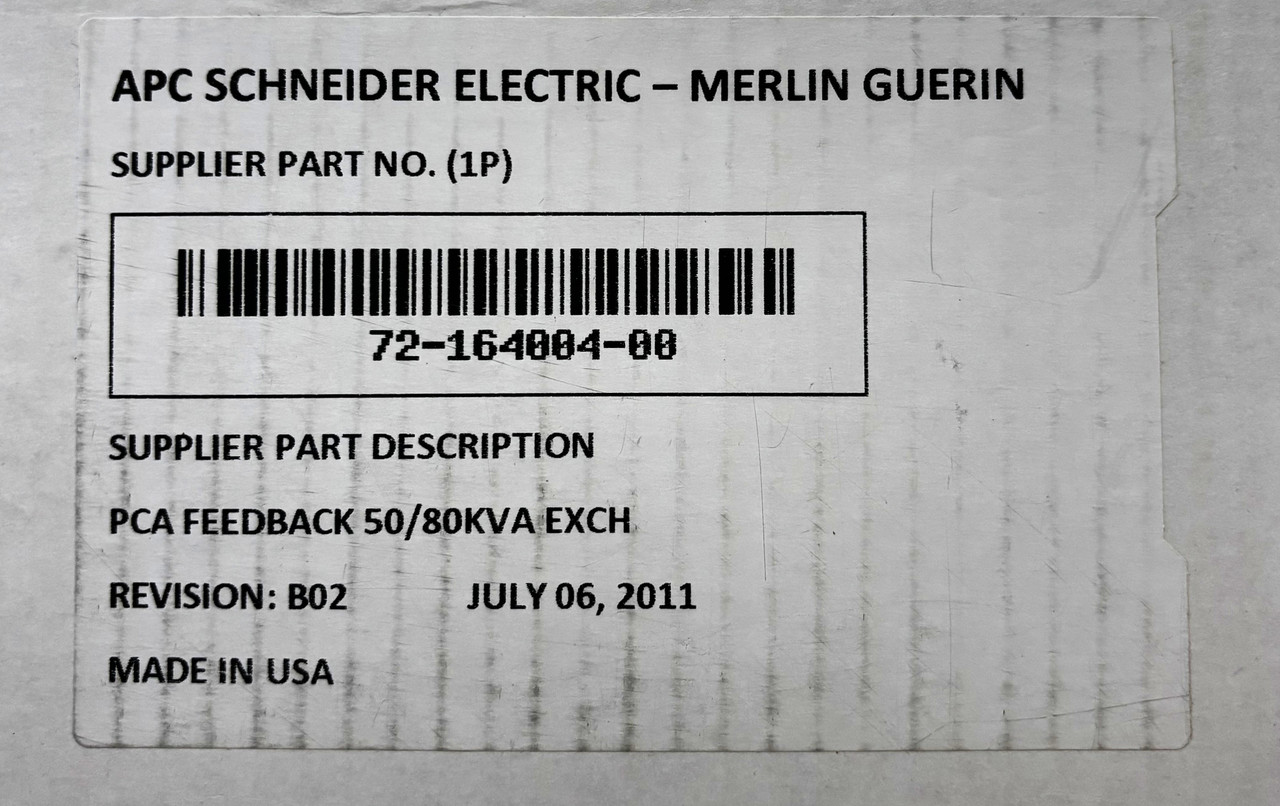 APC SCHNEIDER ELECTRIC – MERLIN GUERIN
SUPPLIER PART NO. (1P)
72-164004-00
SUPPLIER PART DESCRIPTION
PCA FEEDBACK 50/80KVA EXCH
REVISION: B02 JULY 06, 2011
MADE IN USA